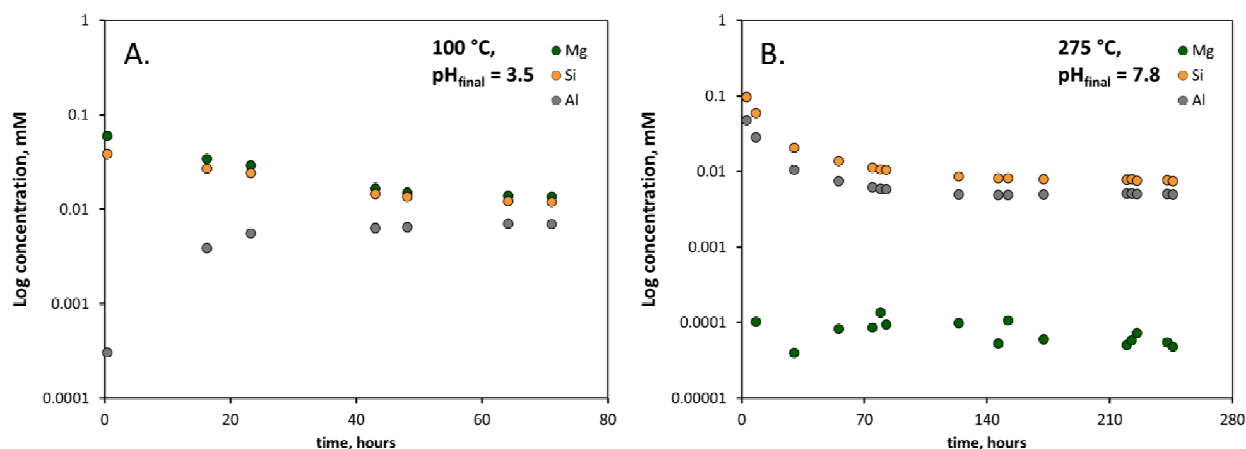 A.
100 °C,
pHfinal = 3.5
Mg
Si
Al
Log concentration, mM
1
0.1
0.01
0.001
0.0001
0
20
40
60
80
time, hours
B.
275 °C,
pHfinal = 7.8
Mg
Si
Al
Log concentration, mM
1
0.1
0.01
0.001
0.0001
0.00001
0
70
140
210
280
time, hours